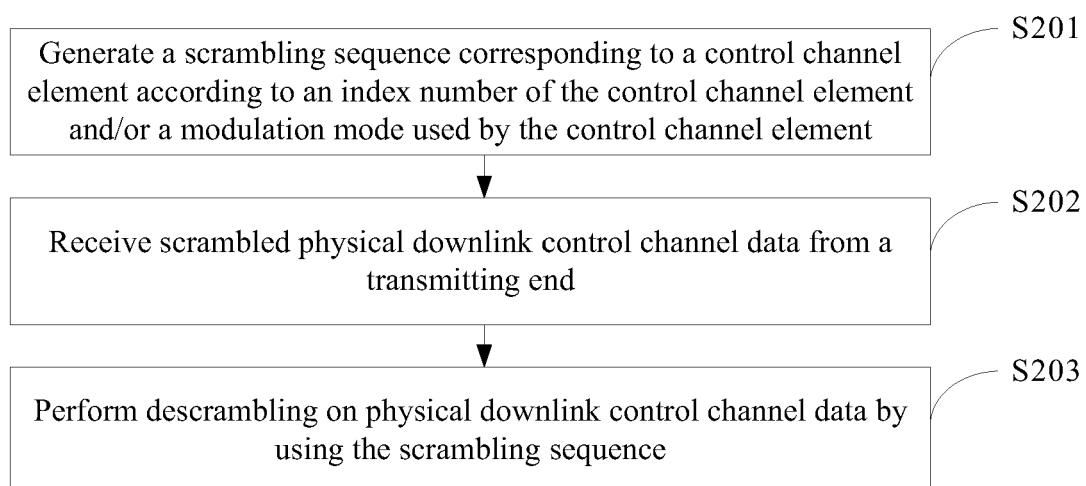 S201
Generate a scrambling sequence corresponding to a control channel
element according to an index number of the control channel element
and/or a modulation mode used by the control channel element
S202
Receive scrambled physical downlink control channel data from a
transmitting end
S203
Perform descrambling on physical downlink control channel data by
using the scrambling sequence